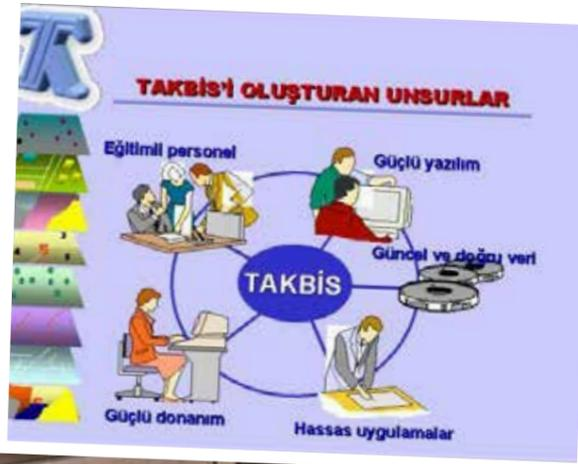 TAKBİS'İ OLUŞTURAN UNSURLAR
Eğitimli personel
Güçlü yazılım
Güncel ve doğru veri
TAKBİS
Güçlü donanım
Hassas uygulamalar